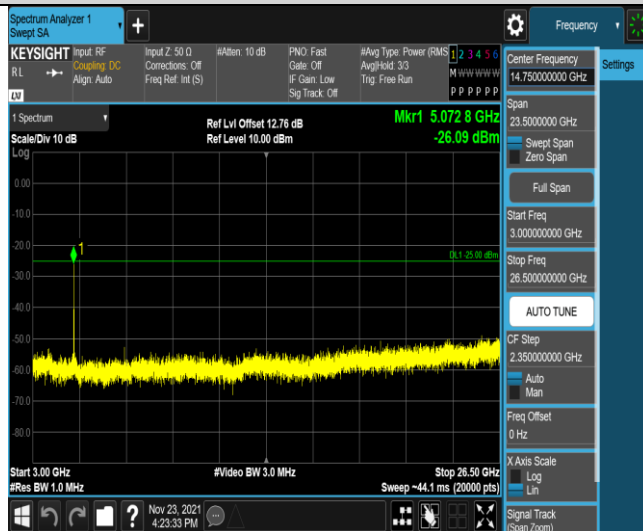 Spectrum Analyzer 1
Swept SA
Frequency
KEYSIGHT
RL
LXI
Input: RF
Coupling: DC
Align: Auto
Input Z: 50 Ω
Corrections: Off
Freq Ref: Int (S)
#Atten: 10 dB
PNO: Fast
Gate: Off
IF Gain: Low
Sig Track: Off
#Avg Type: Power (RMS
Avg|Hold: 3/3
Trig: Free Run
1 2 3 4 5 6
M W W W W W
P P P P P P
Center Frequency
14.750000000 GHz
Settings
Span
23.5000000 GHz
Swept Span
Zero Span
Full Span
Start Freq
3.000000000 GHz
Stop Freq
26.500000000 GHz
AUTO TUNE
CF Step
2.350000000 GHz
Auto
Man
Freq Offset
0 Hz
X Axis Scale
Log
Lin
Signal Track
(Span Zoom)
1 Spectrum
Scale/Div 10 dB
Log
Ref Lvl Offset 12.76 dB
Ref Level 10.00 dBm
Mkr1 5.072 8 GHz
-26.09 dBm
0.00
-10.0
-20.0
1
DL1 -25.00 dBm
-30.0
-40.0
-50.0
-60.0
-70.0
-80.0
Start 3.00 GHz
#Video BW 3.0 MHz
Stop 26.50 GHz
#Res BW 1.0 MHz
Sweep ~44.1 ms (20000 pts)
?
Nov 23, 2021
4:23:33 PM